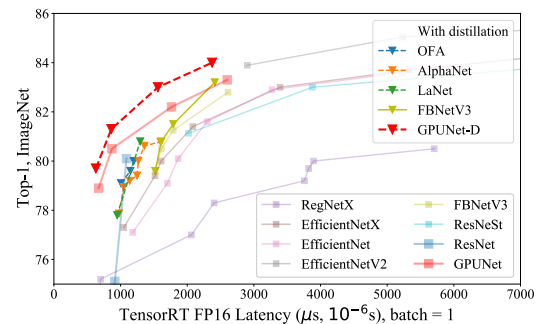 Top-1 ImageNet
86
84
82
80
78
76
0
1000
2000
3000
4000
5000
6000
7000
TensorRT FP16 Latency (μs, 10⁻⁶s), batch = 1
With distillation
OFA
AlphaNet
LaNet
FBNetV3
GPUNet-D
RegNetX
EfficientNetX
EfficientNet
EfficientNetV2
FBNetV3
ResNeSt
ResNet
GPUNet